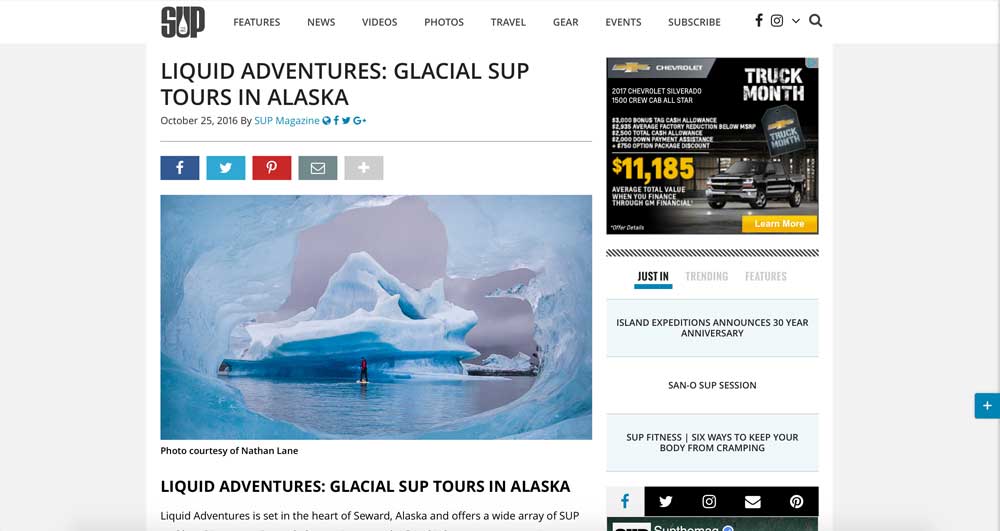 SUP
FEATURES NEWS VIDEOS PHOTOS TRAVEL GEAR EVENTS SUBSCRIBE
LIQUID ADVENTURES: GLACIAL SUP
TOURS IN ALASKA
October 25, 2016 By SUP Magazine
Photo courtesy of Nathan Lane
LIQUID ADVENTURES: GLACIAL SUP TOURS IN ALASKA
Liquid Adventures is set in the heart of Seward, Alaska and offers a wide array of SUP
CHEVROLET
TRUCK
MONTH
2017 CHEVROLET SILVERADO
1500 CREW CAB ALL STAR
$3,000 BONUS TAG CASH ALLOWANCE
$2,935 AVERAGE FACTORY REDUCTION BELOW MSRP
$2,500 TOTAL CASH ALLOWANCE
$2,000 DOWN PAYMENT ASSISTANCE
+ $750 OPTION PACKAGE DISCOUNT
TRUCK
MONTH
$11,185
AVERAGE TOTAL VALUE
WHEN YOU FINANCE
THROUGH GM FINANCIAL
*Offer Details
Learn More
JUST IN TRENDING FEATURES
ISLAND EXPEDITIONS ANNOUNCES 30 YEAR
ANNIVERSARY
SAN-O SUP SESSION
SUP FITNESS | SIX WAYS TO KEEP YOUR
BODY FROM CRAMPING
SUP
Supthemag